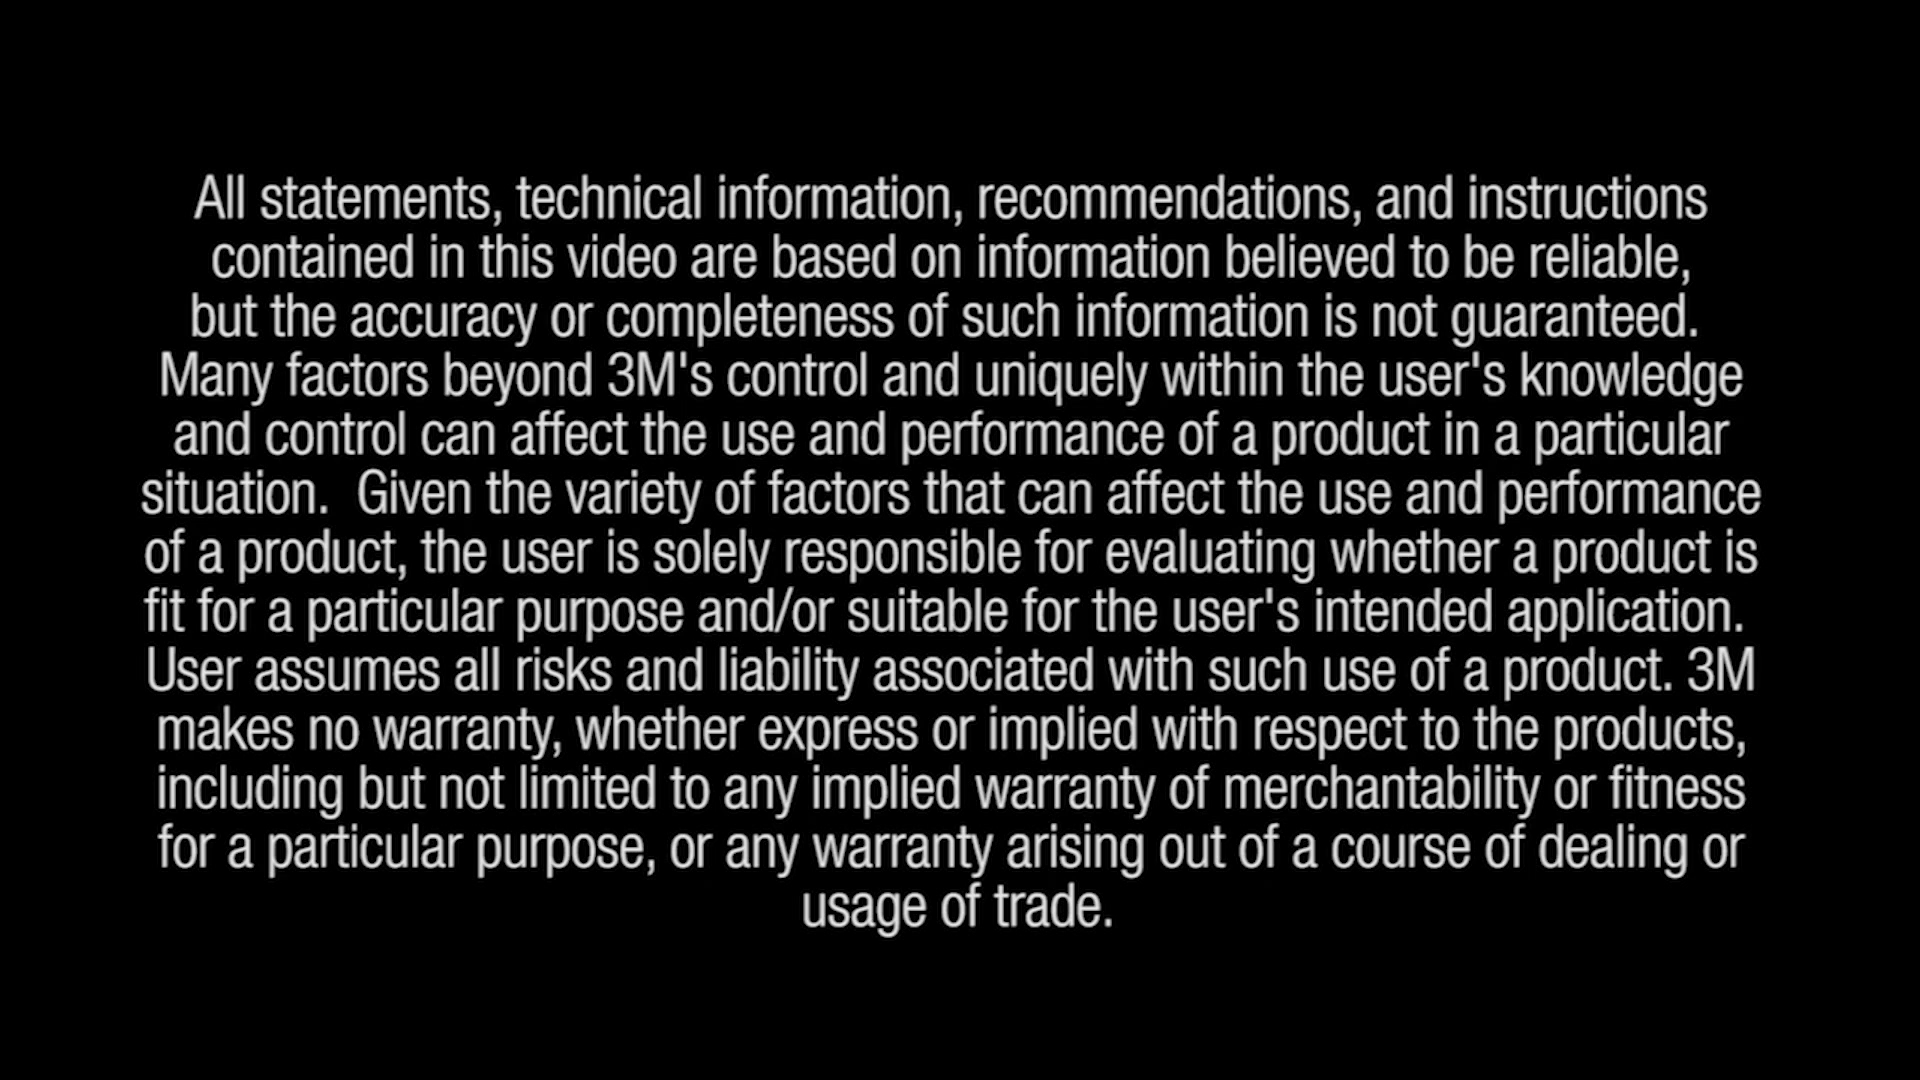 All statements, technical information, recommendations, and instructions
contained in this video are based on information believed to be reliable,
but the accuracy or completeness of such information is not guaranteed.
Many factors beyond 3M's control and uniquely within the user's knowledge
and control can affect the use and performance of a product in a particular
situation.  Given the variety of factors that can affect the use and performance
of a product, the user is solely responsible for evaluating whether a product is
fit for a particular purpose and/or suitable for the user's intended application.
User assumes all risks and liability associated with such use of a product. 3M
makes no warranty, whether express or implied with respect to the products,
including but not limited to any implied warranty of merchantability or fitness
for a particular purpose, or any warranty arising out of a course of dealing or
usage of trade.